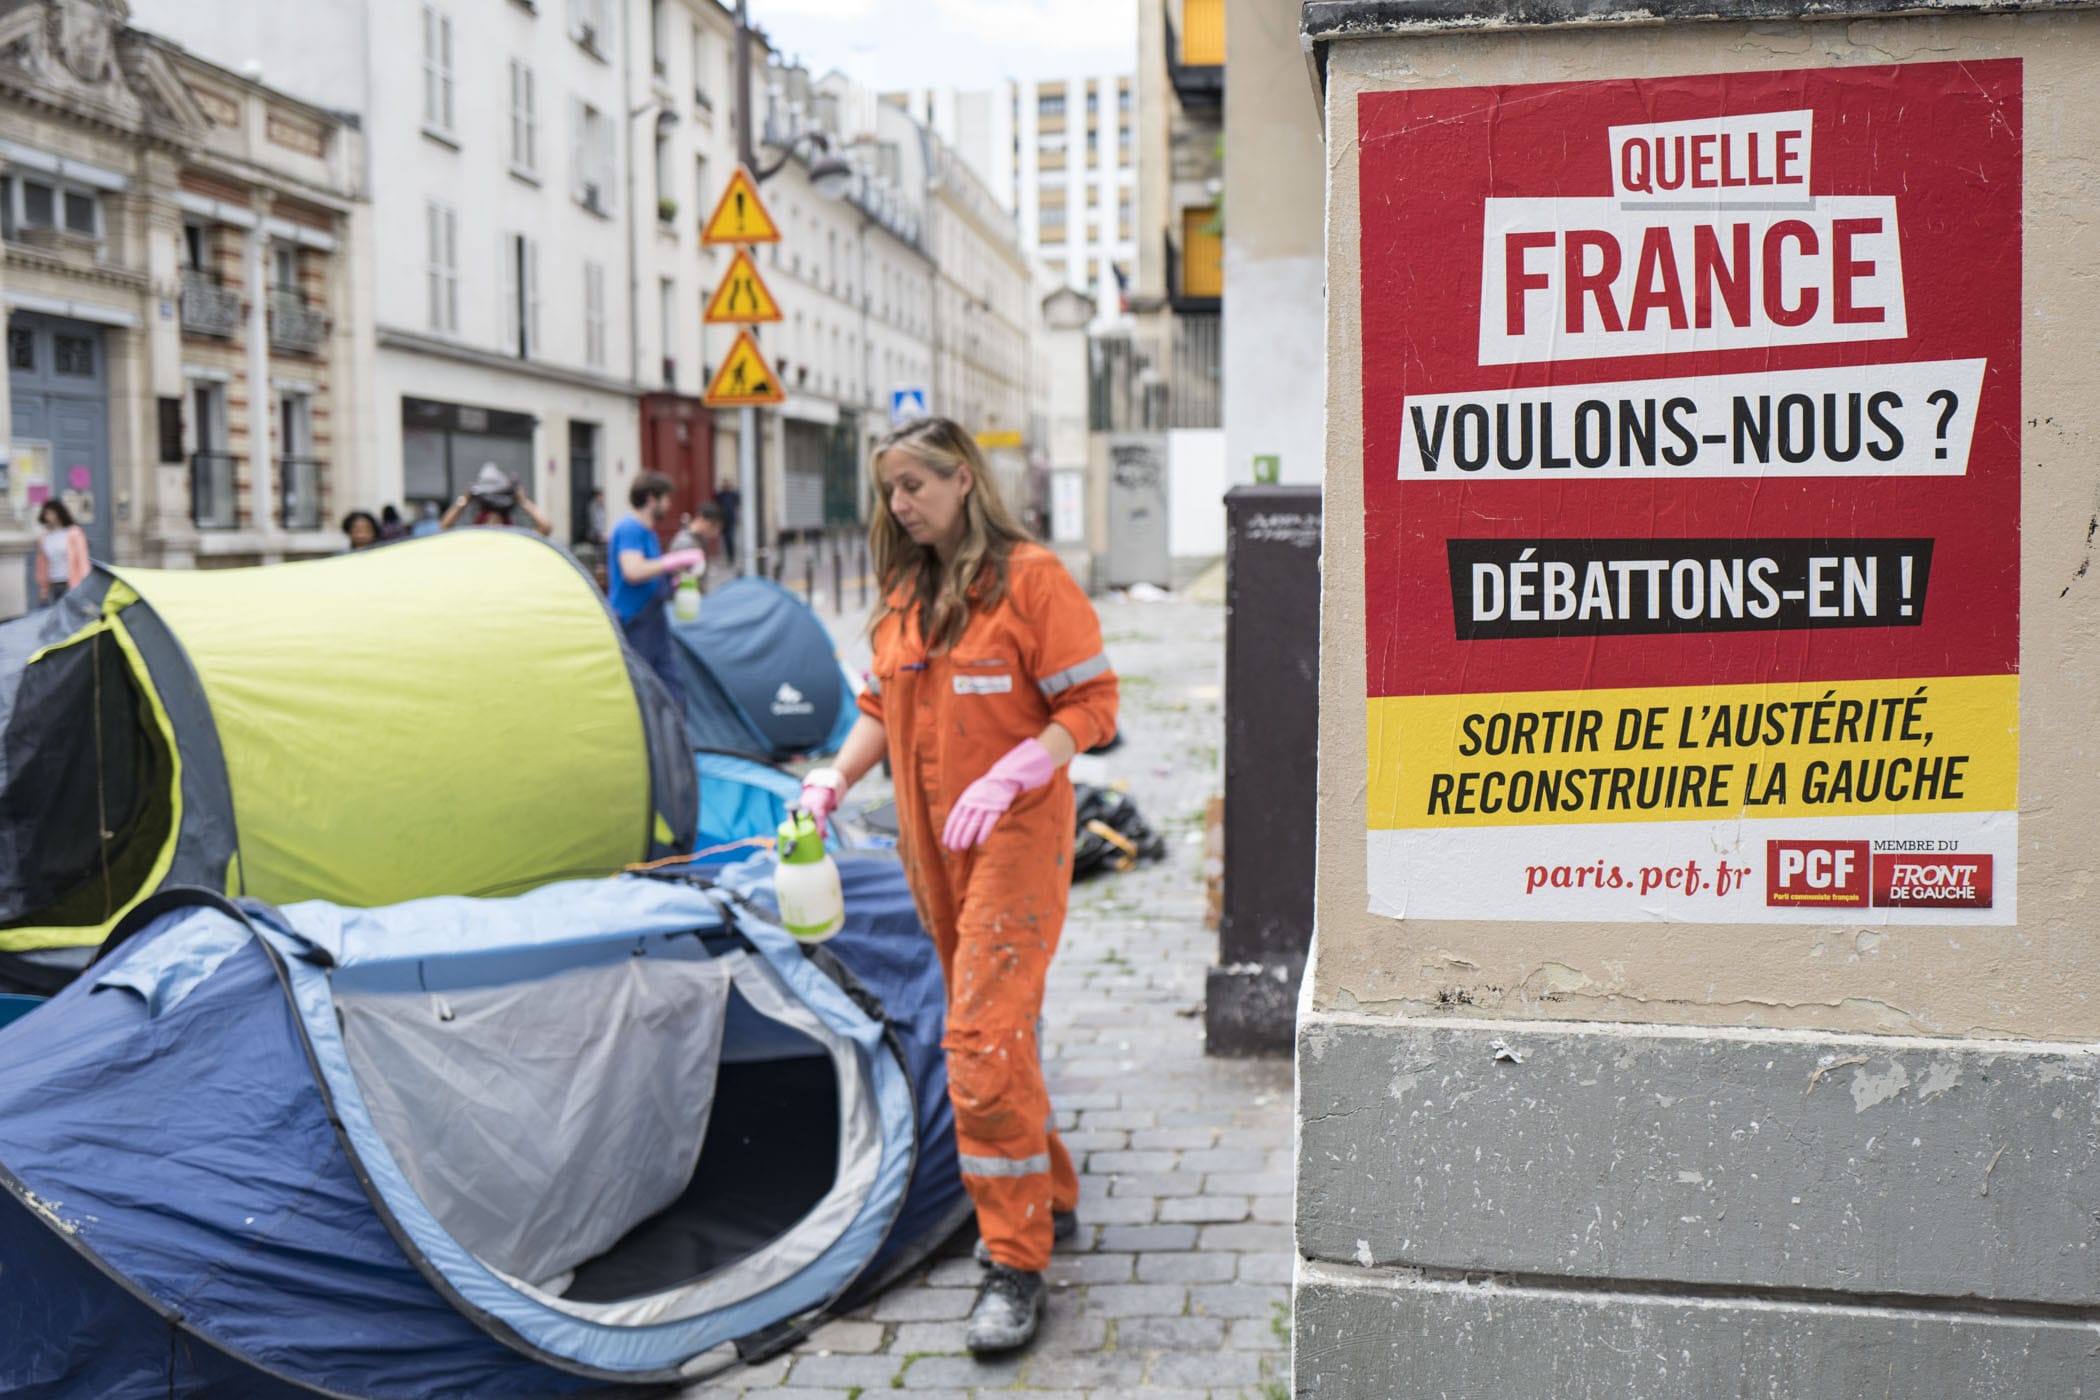 QUELLE
FRANCE
VOULONS-NOUS ?
DÉBATTONS-EN !
SORTIR DE L'AUSTÉRITÉ,
RECONSTRUIRE LA GAUCHE
paris.pcf.fr
PCF
Parti communiste français
MEMBRE DU
FRONT
DE GAUCHE